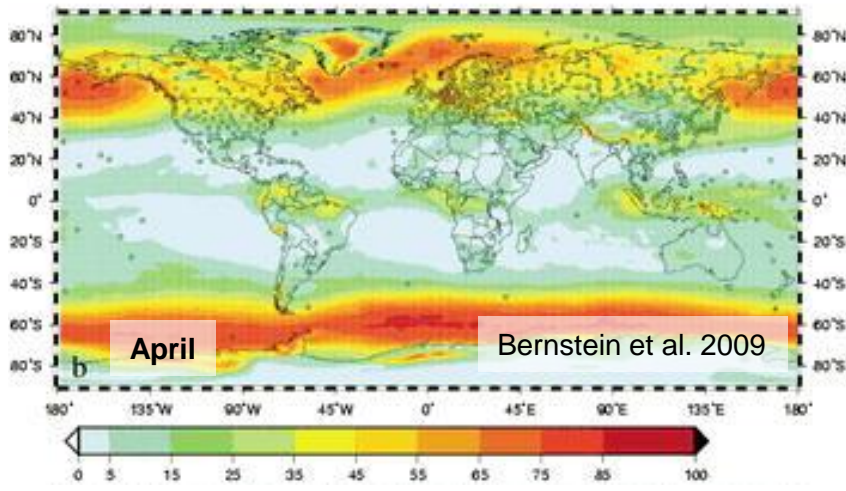 80°N 80°N
60°N 60°N
40°N 40°N
20°N 20°N
0° 0°
20°S 20°S
40°S 40°S
60°S 60°S
April Bernstein et al. 2009
80°S b 80°S
180° 135°W 90°W 45°W 0° 45°E 90°E 135°E 180°
0 5 15 25 35 45 55 65 75 85 100